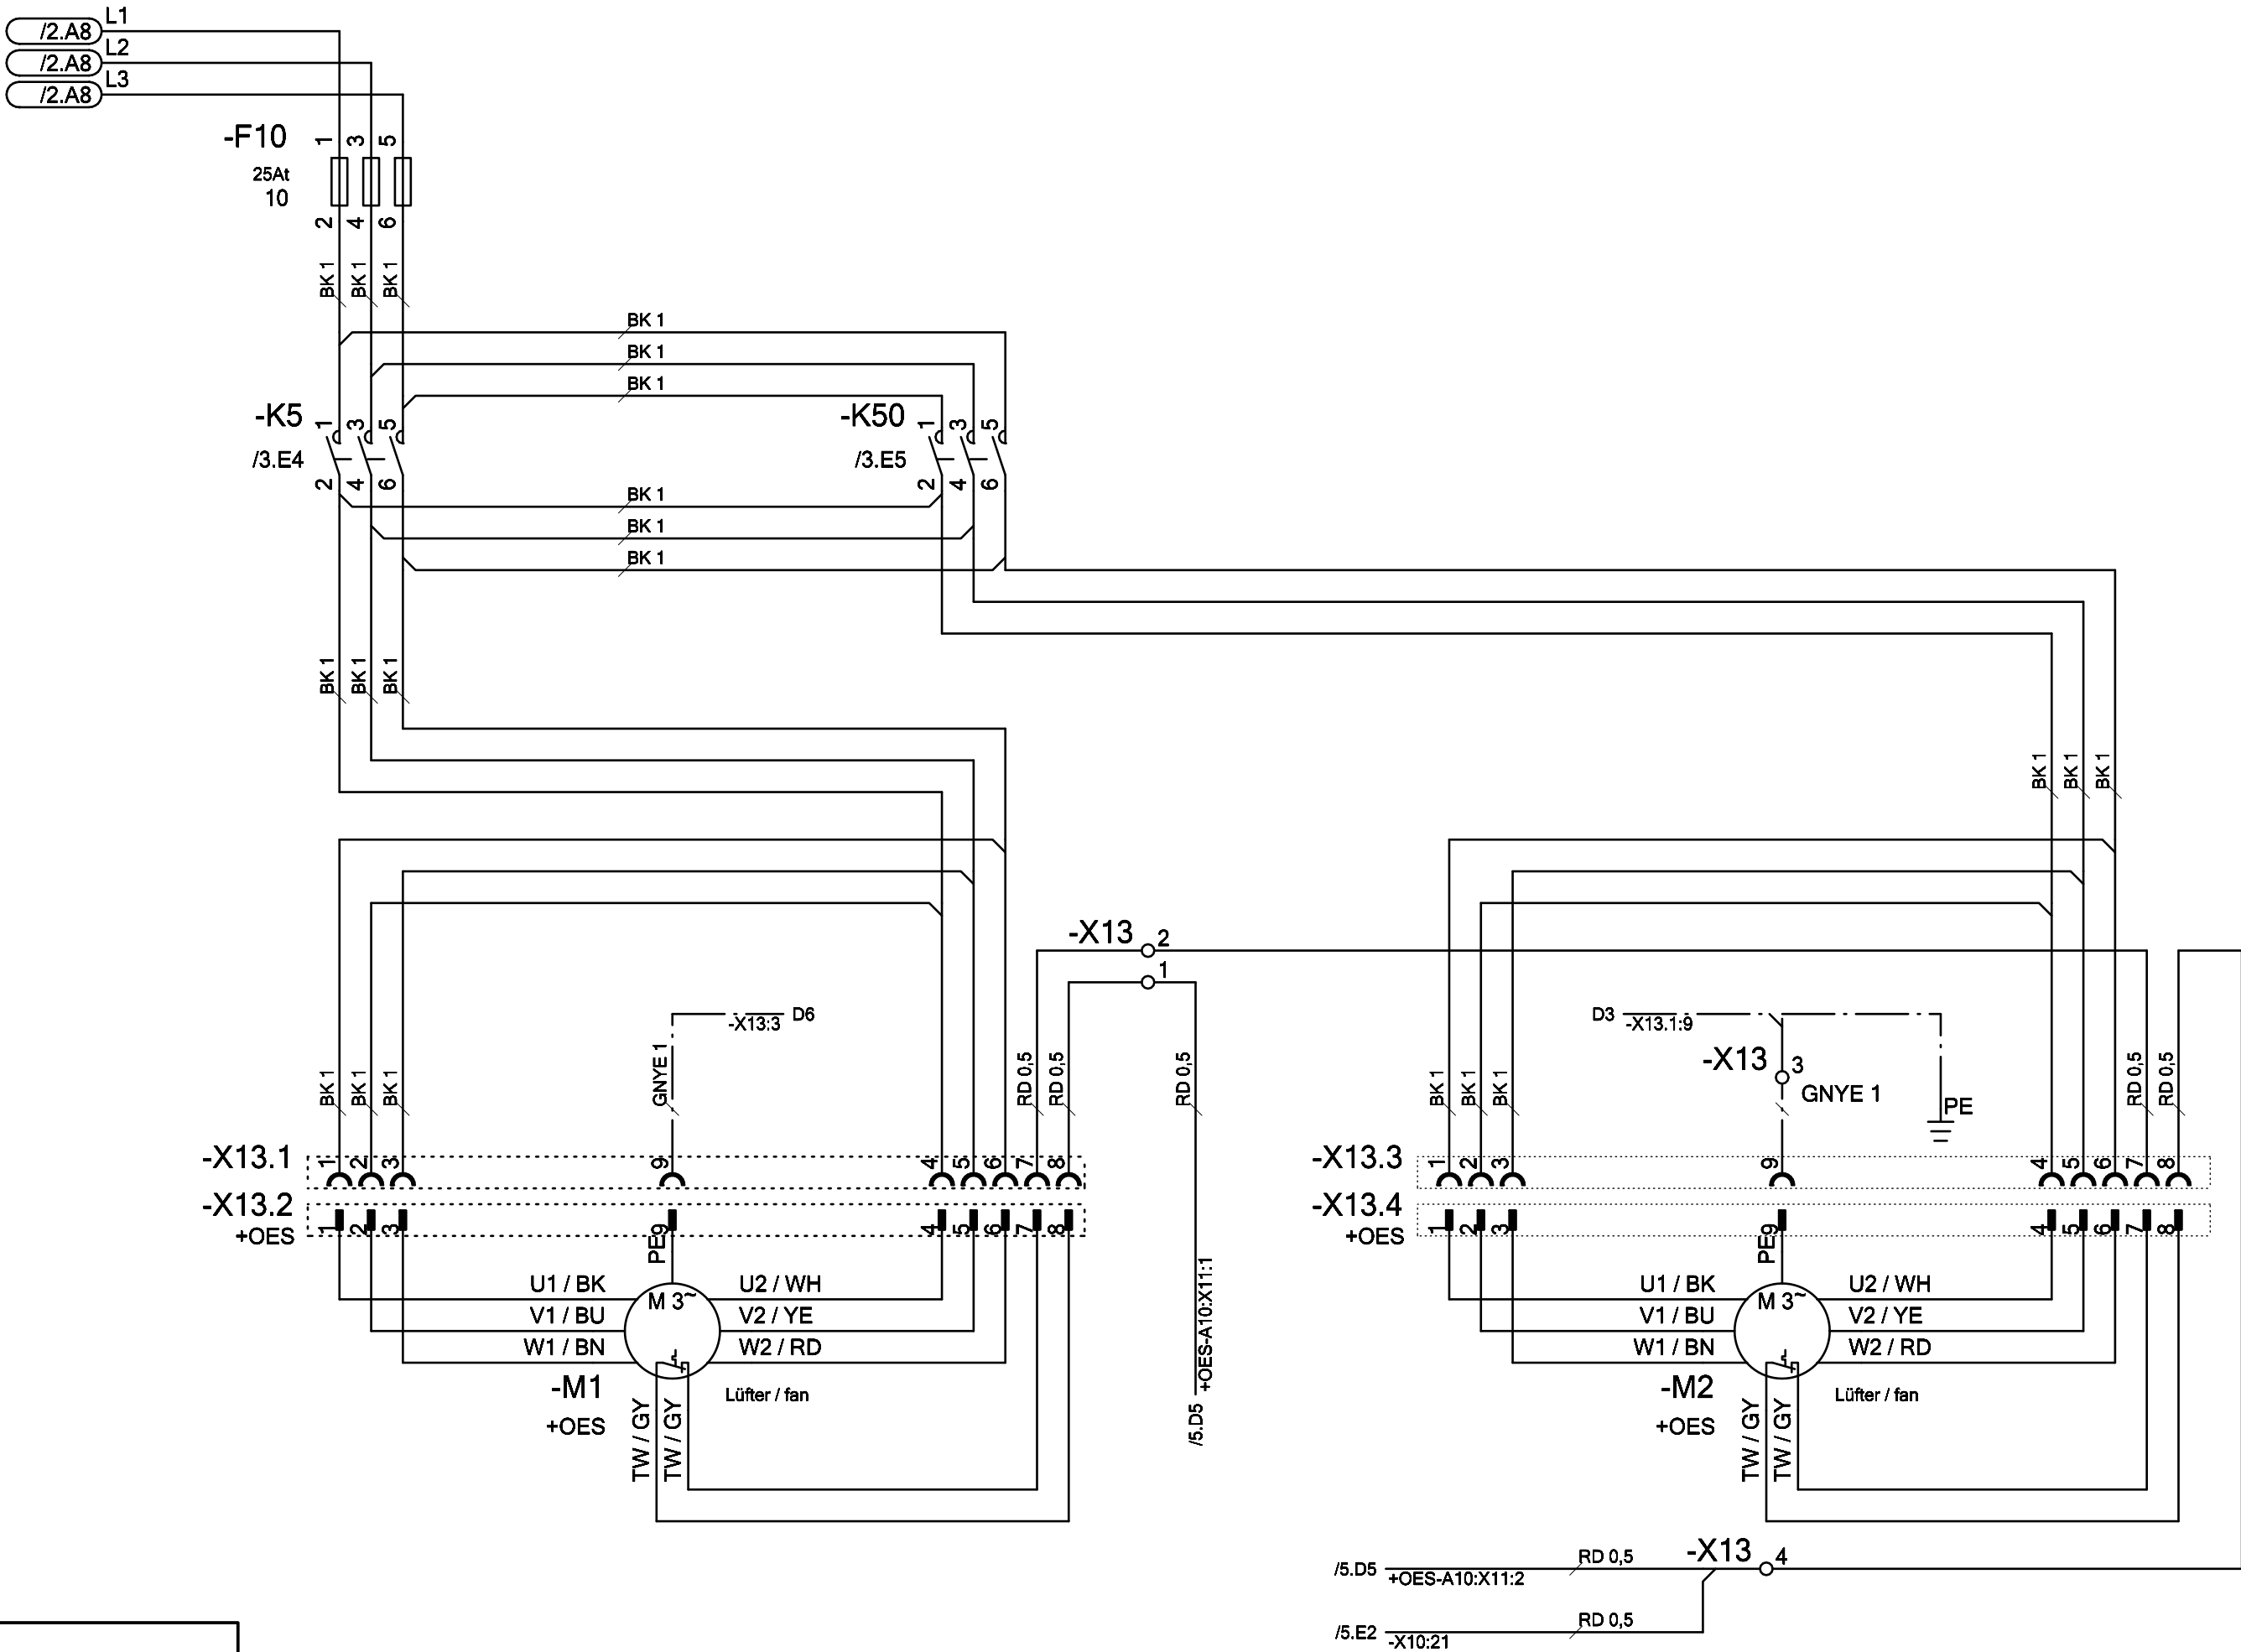 L1
/2.A8
L2
/2.A8
L3
/2.A8
-F10 1 3 5
25At
10
2 4 6
BK 1 BK 1 BK 1
BK 1
BK 1
BK 1
-K5 1 3 5 -K50 1 3 5
/3.E4 /3.E5
2 4 6 2 4 6
BK 1
BK 1
BK 1
BK 1 BK 1 BK 1
BK 1 BK 1 BK 1
-X13 2
1
-X13:3 D6
D3 -X13.1:9
-X13 3
GNYE 1 PE
BK 1 BK 1 BK 1 GNYE 1 RD 0,5 RD 0,5 RD 0,5
BK 1 BK 1 BK 1 RD 0,5 RD 0,5
-X13.1 1 2 3 9 4 5 6 7 8
-X13.3 1 2 3 9 4 5 6 7 8
-X13.2 1 2 3 9 4 5 6 7 8
+OES
-X13.4 1 2 3 9 4 5 6 7 8
+OES
PE
PE
U1 / BK M 3~ U2 / WH
V1 / BU V2 / YE
W1 / BN W2 / RD
-M1 Lüfter / fan
+OES
TW / GY TW / GY
/5.D5 +OES-A10:X11:1
U1 / BK M 3~ U2 / WH
V1 / BU V2 / YE
W1 / BN W2 / RD
-M2 Lüfter / fan
+OES
TW / GY TW / GY
/5.D5 +OES-A10:X11:2 RD 0,5 -X13 4
/5.E2 -X10:21 RD 0,5